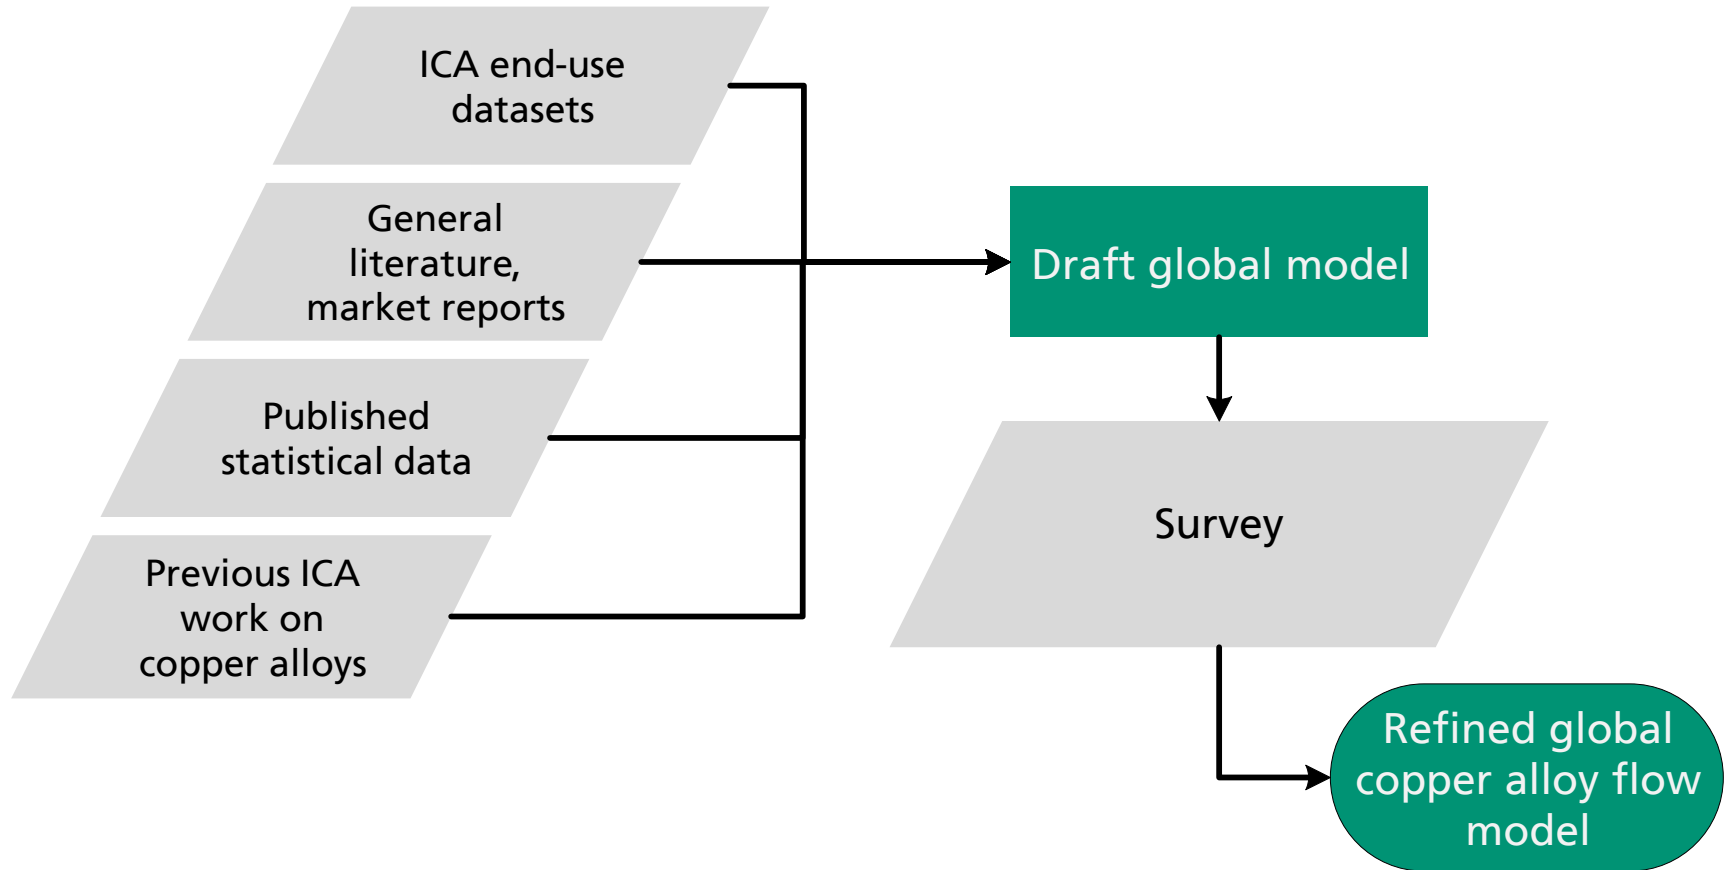 ICA end-use
datasets
General
literature,
market reports
Published
statistical data
Previous ICA
work on
copper alloys
Draft global model
Survey
Refined global
copper alloy flow
model